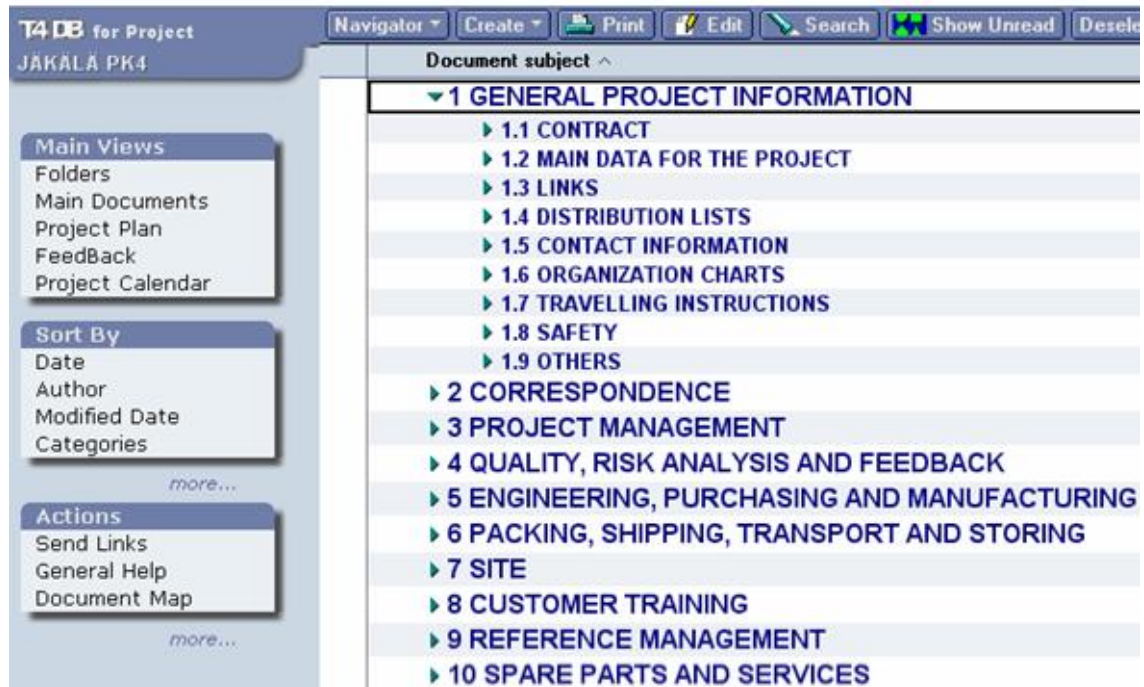 T4DB for Project
JÄKÄLÄ PK4
Navigator Create Print Edit Search Show Unread Desele
Main Views
Folders
Main Documents
Project Plan
FeedBack
Project Calendar
Sort By
Date
Author
Modified Date
Categories
more...
Actions
Send Links
General Help
Document Map
more...
Document subject
1 GENERAL PROJECT INFORMATION
1.1 CONTRACT
1.2 MAIN DATA FOR THE PROJECT
1.3 LINKS
1.4 DISTRIBUTION LISTS
1.5 CONTACT INFORMATION
1.6 ORGANIZATION CHARTS
1.7 TRAVELLING INSTRUCTIONS
1.8 SAFETY
1.9 OTHERS
2 CORRESPONDENCE
3 PROJECT MANAGEMENT
4 QUALITY, RISK ANALYSIS AND FEEDBACK
5 ENGINEERING, PURCHASING AND MANUFACTURING
6 PACKING, SHIPPING, TRANSPORT AND STORING
7 SITE
8 CUSTOMER TRAINING
9 REFERENCE MANAGEMENT
10 SPARE PARTS AND SERVICES